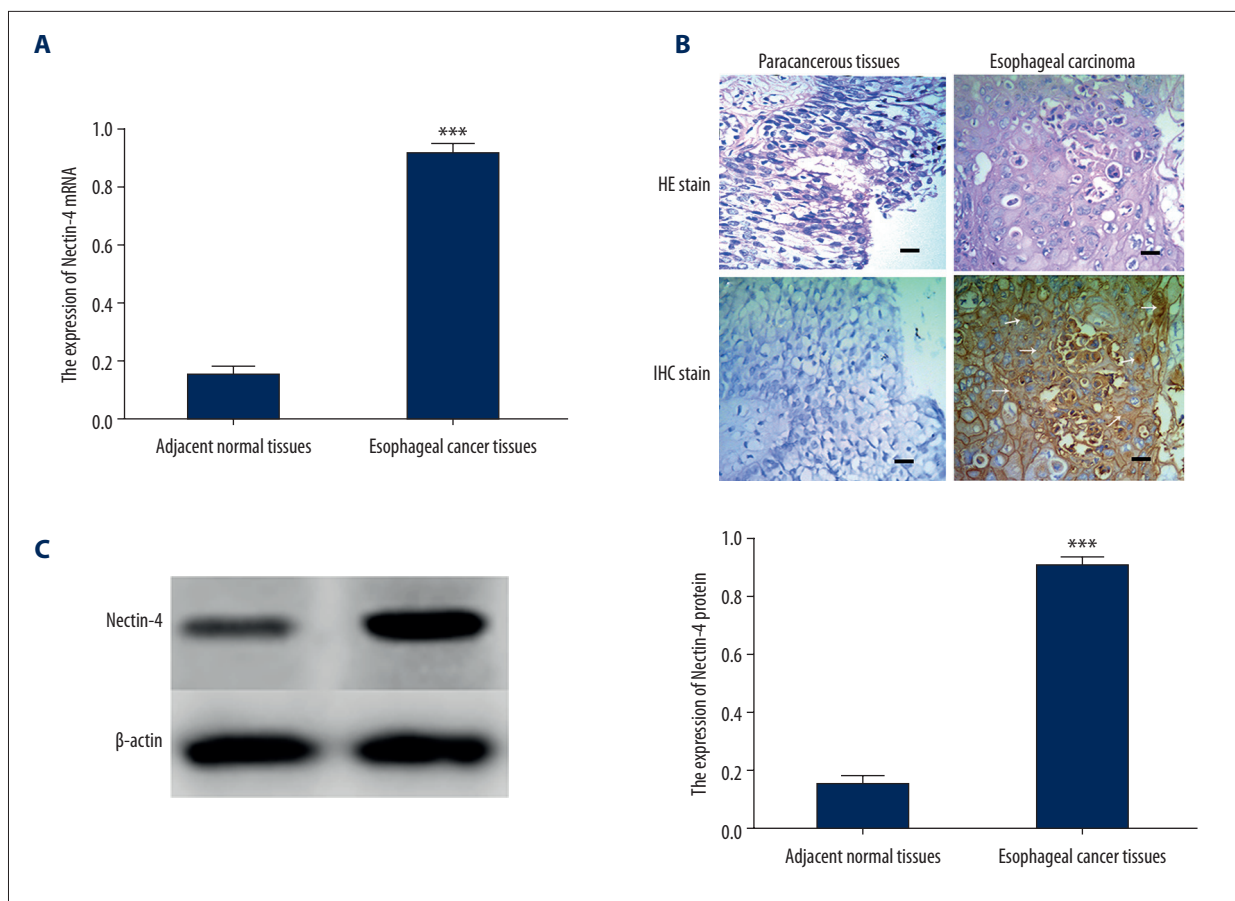 A
The expression of Nectin-4 mRNA
1.0
0.8
0.6
0.4
0.2
0.0
***
Adjacent normal tissues
Esophageal cancer tissues
B
Paracancerous tissues
Esophageal carcinoma
HE stain
IHC stain
C
Nectin-4
β-actin
The expression of Nectin-4 protein
1.0
0.8
0.6
0.4
0.2
0.0
***
Adjacent normal tissues
Esophageal cancer tissues